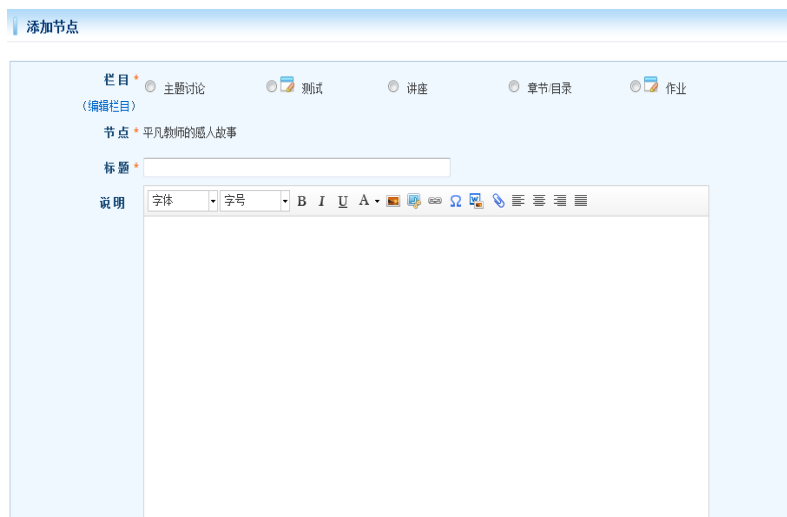 添加节点
栏目 * 主题讨论 测试 讲座 章节/目录 作业
(编辑栏目)
节点 * 平凡教师的感人故事
标题 *
说明 字体 字号 B I U A Ω W